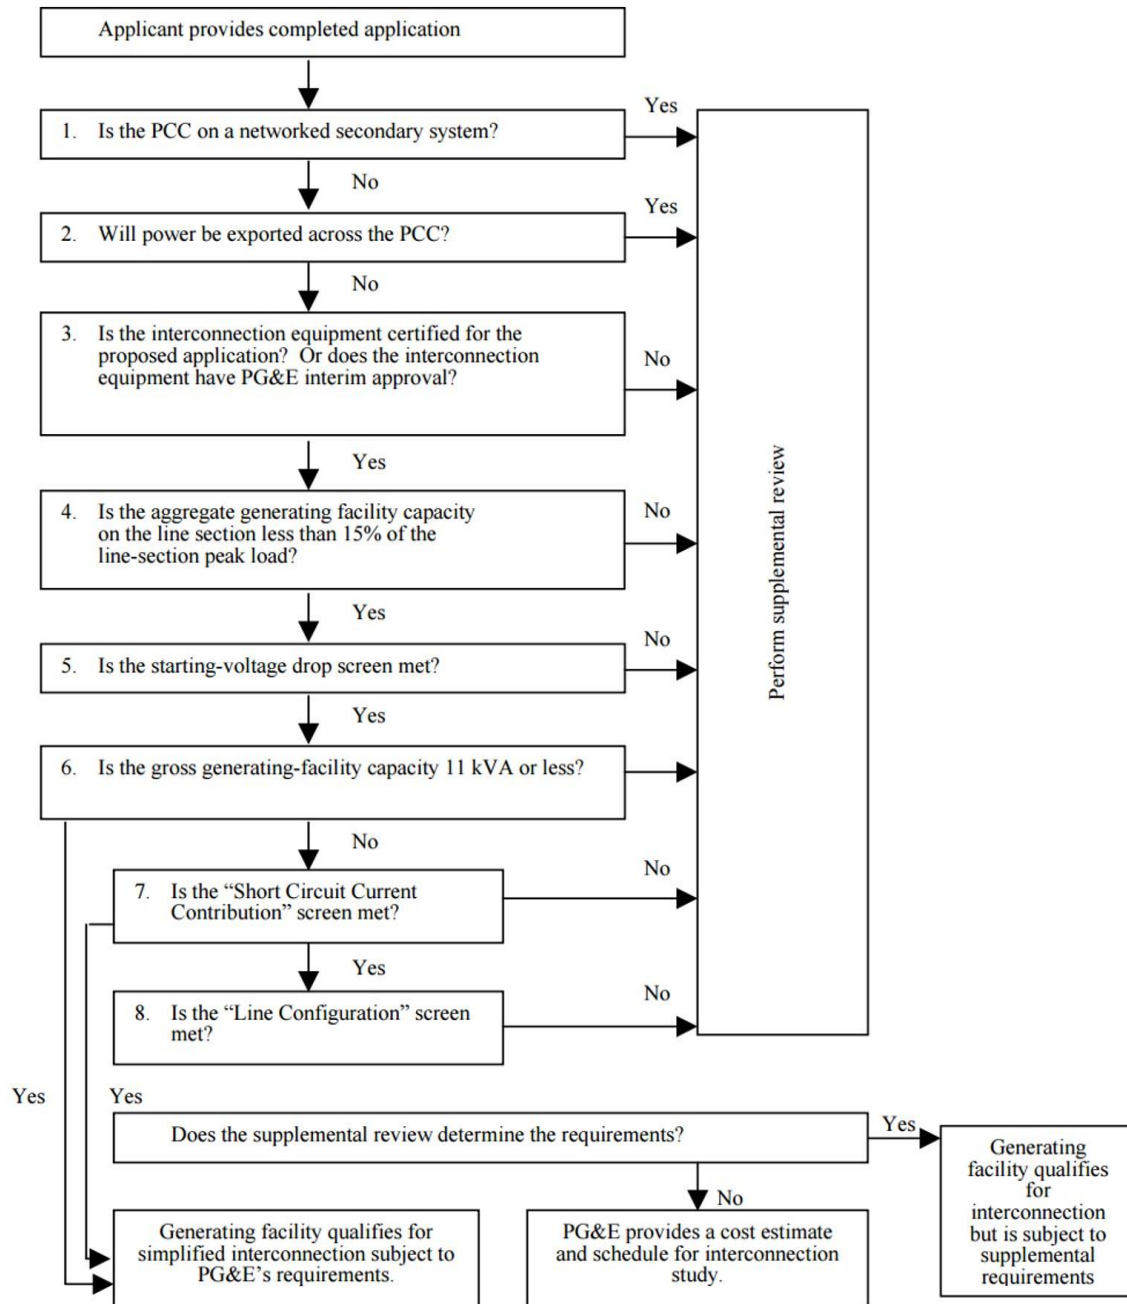 Applicant provides completed application
Yes
1. Is the PCC on a networked secondary system?
No
Yes
2. Will power be exported across the PCC?
No
3. Is the interconnection equipment certified for the
proposed application? Or does the interconnection
equipment have PG&E interim approval?
No
Yes
4. Is the aggregate generating facility capacity
on the line section less than 15% of the
line-section peak load?
No
Yes
5. Is the starting-voltage drop screen met?
No
Yes
6. Is the gross generating-facility capacity 11 kVA or less?
No
7. Is the “Short Circuit Current
Contribution” screen met?
No
Yes
8. Is the “Line Configuration” screen
met?
No
Perform supplemental review
Yes
Yes
Does the supplemental review determine the requirements?
Yes
No
Generating facility qualifies for
simplified interconnection subject to
PG&E’s requirements.
PG&E provides a cost estimate
and schedule for interconnection
study.
Generating
facility qualifies
for
interconnection
but is subject to
supplemental
requirements